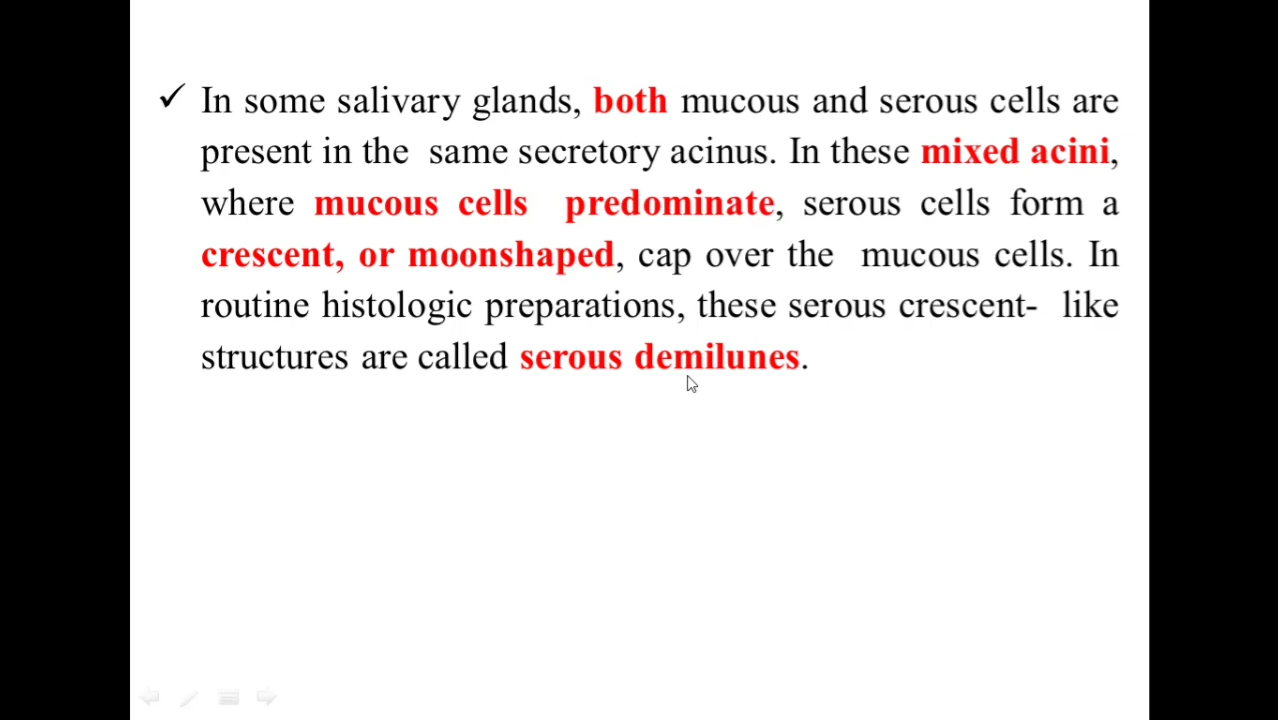 ✓ In some salivary glands, both mucous and serous cells are
present in the same secretory acinus. In these mixed acini,
where mucous cells predominate, serous cells form a
crescent, or moonshaped, cap over the mucous cells. In
routine histologic preparations, these serous crescent- like
structures are called serous demilunes.